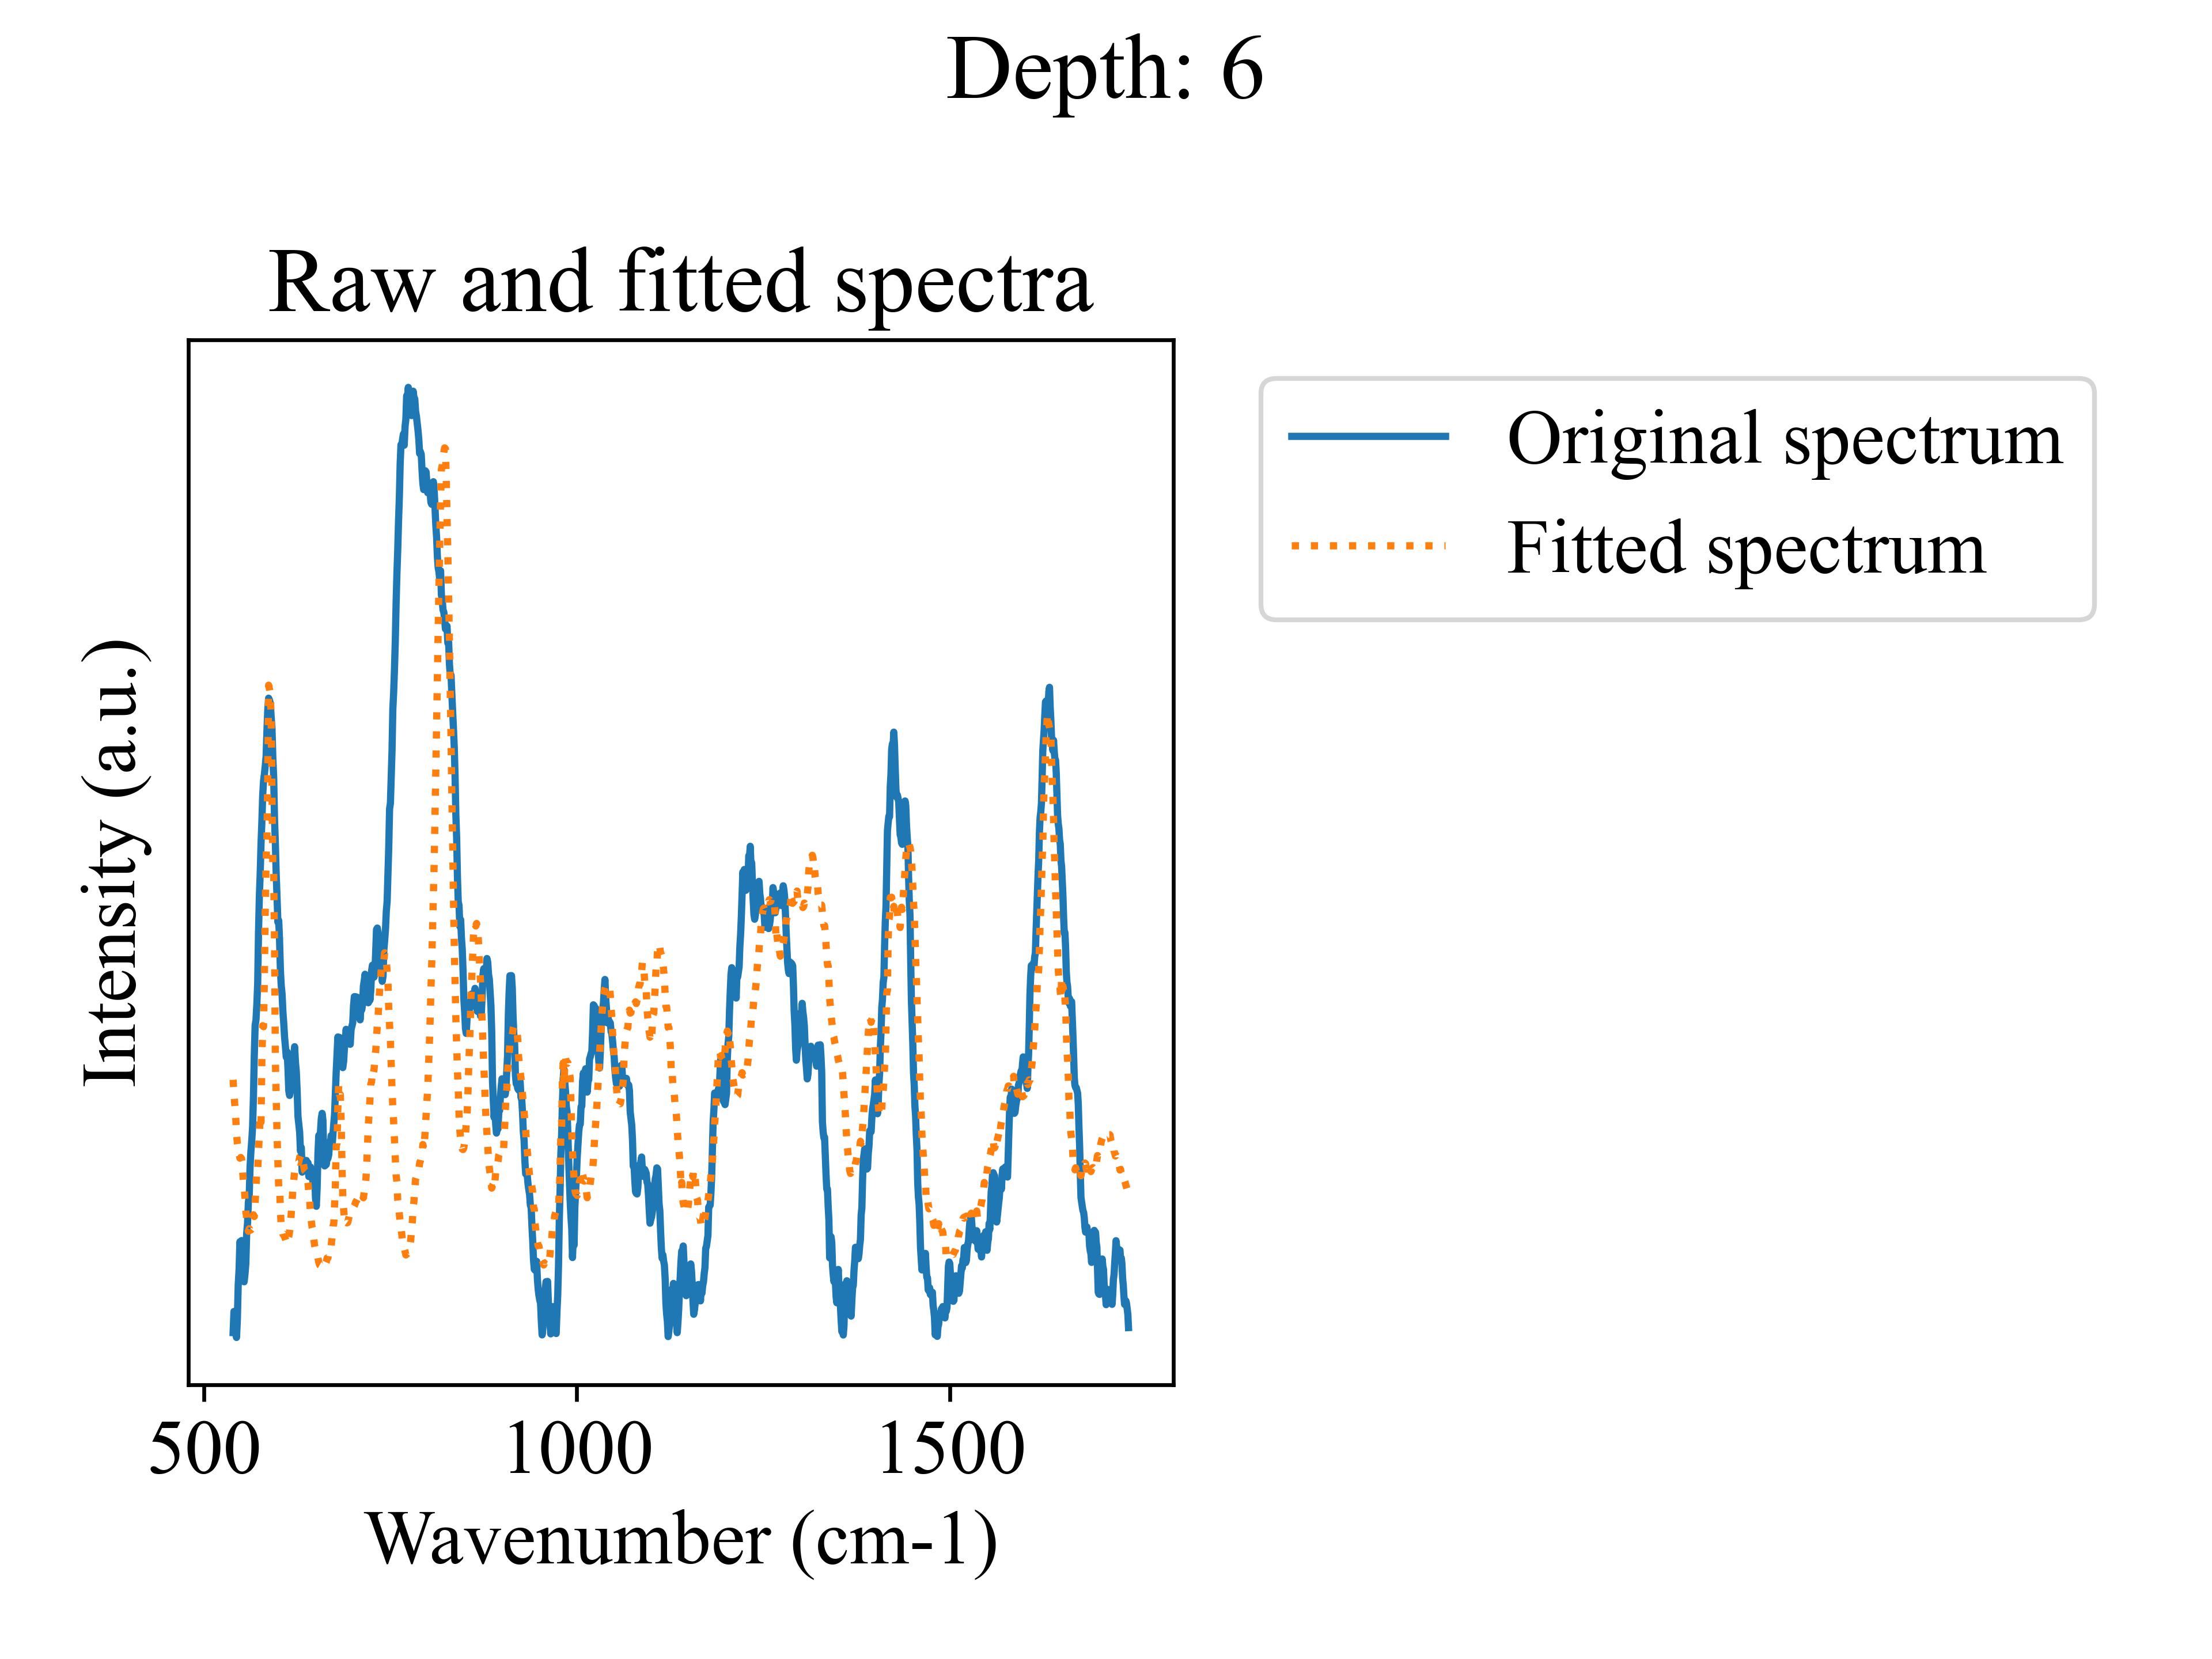 Depth: 6
Raw and fitted spectra
Original spectrum
Fitted spectrum
Intensity (a.u.)
500 1000 1500
Wavenumber (cm-1)